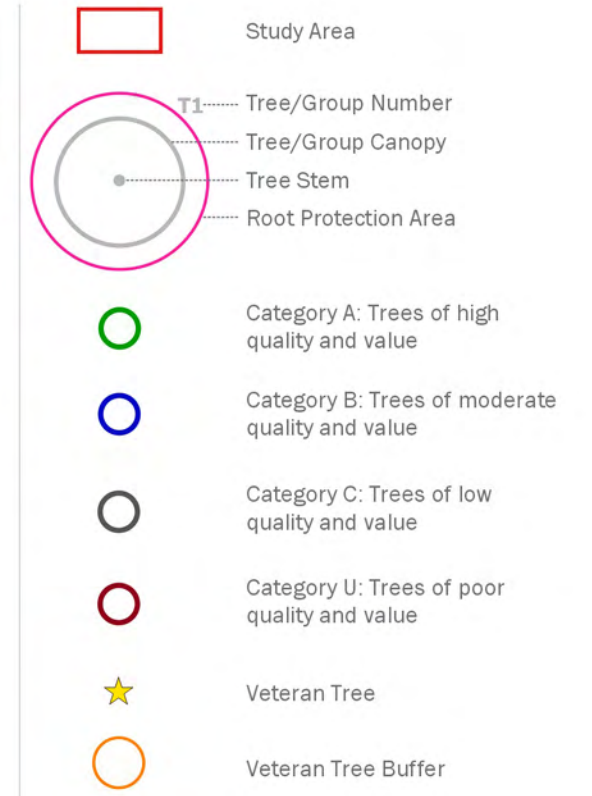 Study Area
T1
Tree/Group Number
Tree/Group Canopy
Tree Stem
Root Protection Area
Category A: Trees of high
quality and value
Category B: Trees of moderate
quality and value
Category C: Trees of low
quality and value
Category U: Trees of poor
quality and value
Veteran Tree
Veteran Tree Buffer